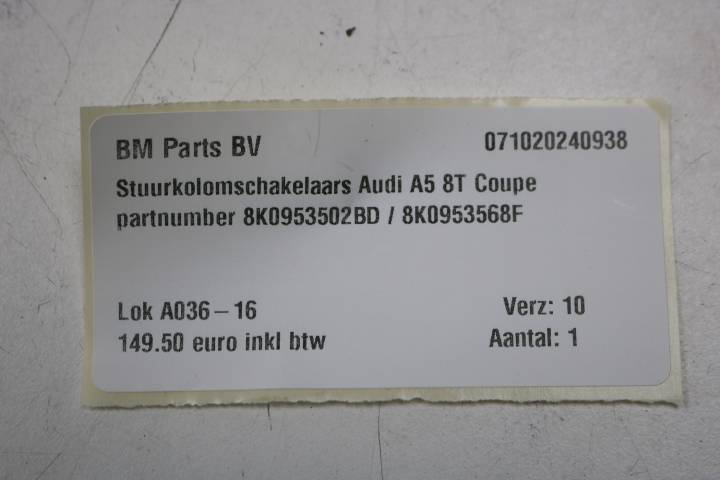 BM Parts BV 071020240938
Stuurkolomschakelaars Audi A5 8T Coupe
partnumber 8K0953502BD / 8K0953568F
Lok A036-16 Verz: 10
149.50 euro inkl btw Aantal: 1